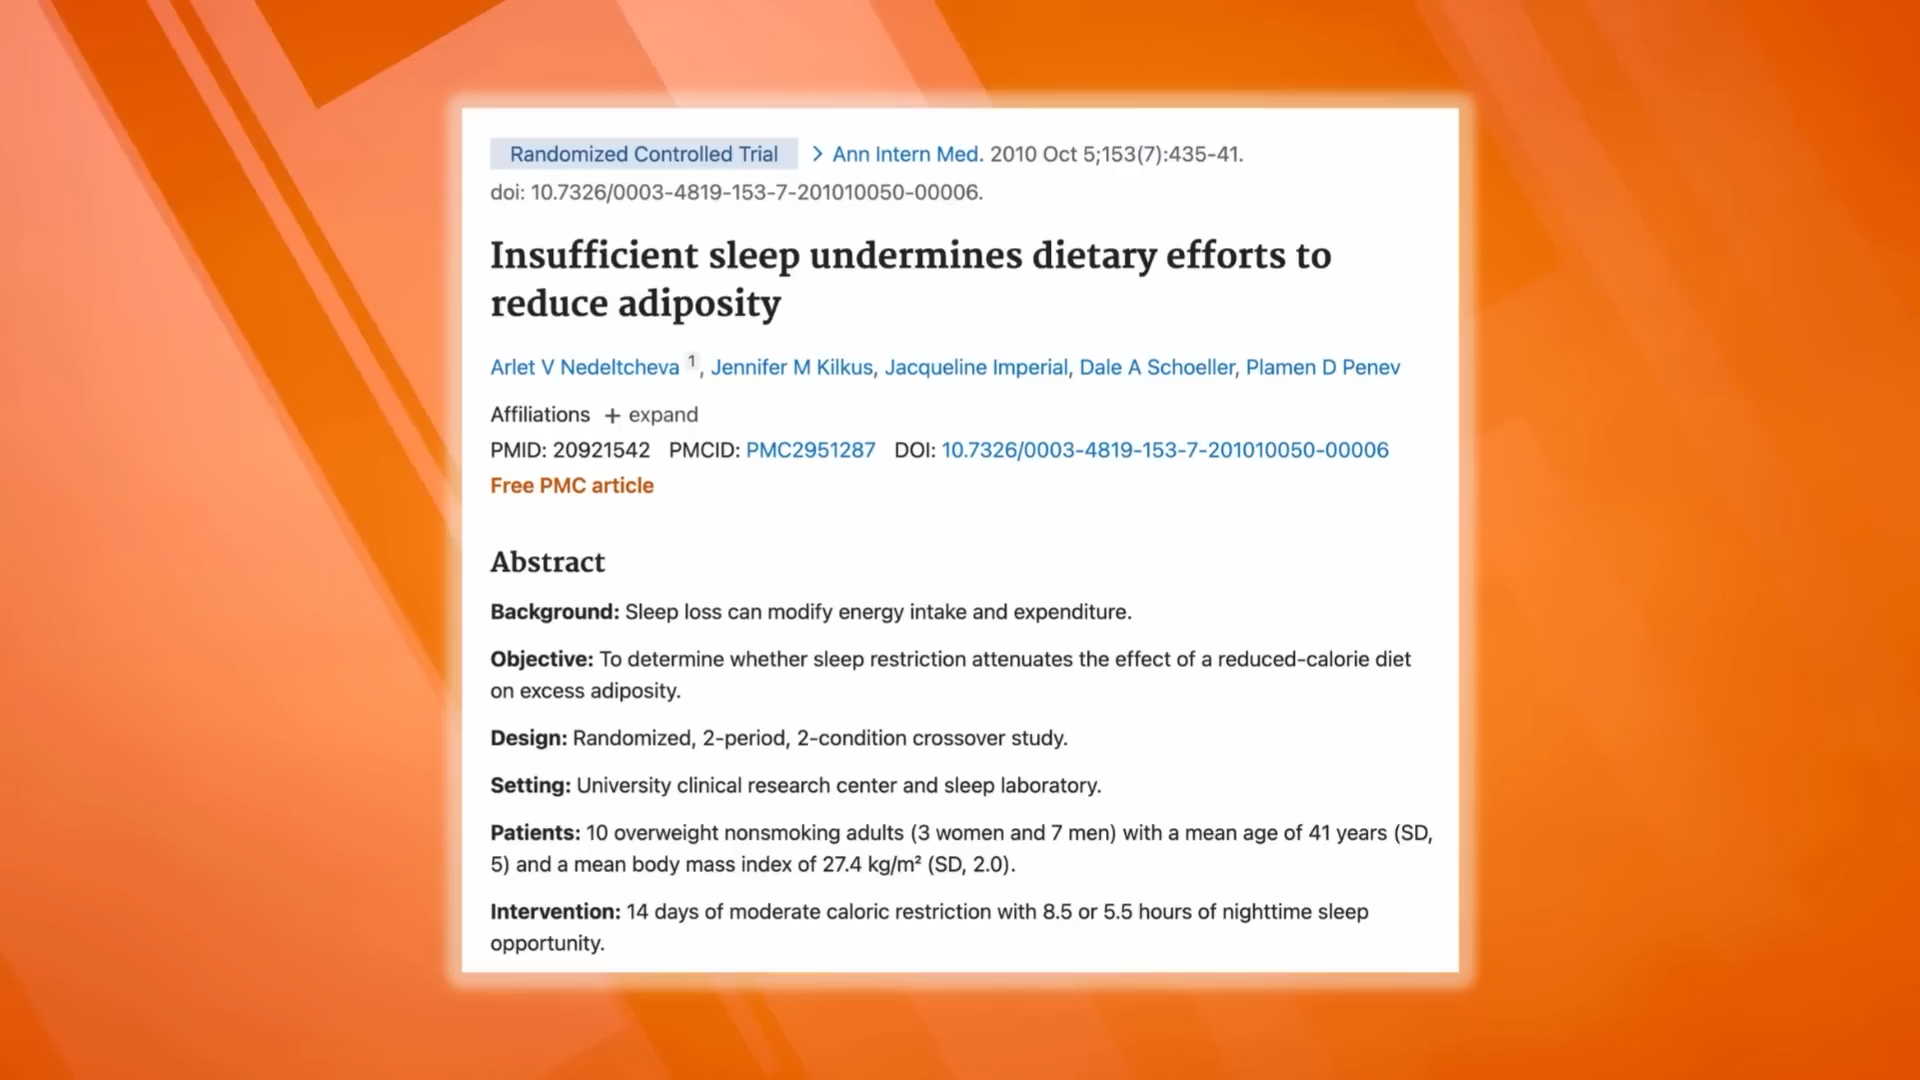 Randomized Controlled Trial > Ann Intern Med. 2010 Oct 5;153(7):435-41.
doi: 10.7326/0003-4819-153-7-201010050-00006.
Insufficient sleep undermines dietary efforts to
reduce adiposity
Arlet V Nedeltcheva 1, Jennifer M Kilkus, Jacqueline Imperial, Dale A Schoeller, Plamen D Penev
Affiliations + expand
PMID: 20921542 PMCID: PMC2951287 DOI: 10.7326/0003-4819-153-7-201010050-00006
Free PMC article
Abstract
Background: Sleep loss can modify energy intake and expenditure.
Objective: To determine whether sleep restriction attenuates the effect of a reduced-calorie diet
on excess adiposity.
Design: Randomized, 2-period, 2-condition crossover study.
Setting: University clinical research center and sleep laboratory.
Patients: 10 overweight nonsmoking adults (3 women and 7 men) with a mean age of 41 years (SD,
5) and a mean body mass index of 27.4 kg/m² (SD, 2.0).
Intervention: 14 days of moderate caloric restriction with 8.5 or 5.5 hours of nighttime sleep
opportunity.